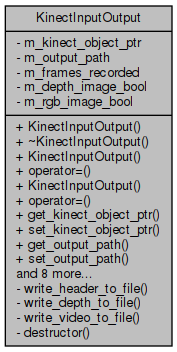 KinectInputOutput
- m_kinect_object_ptr
- m_output_path
- m_frames_recorded
- m_depth_image_bool
- m_rgb_image_bool
+ KinectInputOutput()
+ ~KinectInputOutput()
+ KinectInputOutput()
+ operator=()
+ KinectInputOutput()
+ operator=()
+ get_kinect_object_ptr()
+ set_kinect_object_ptr()
+ get_output_path()
+ set_output_path()
and 8 more...
- write_header_to_file()
- write_depth_to_file()
- write_video_to_file()
- destructor()